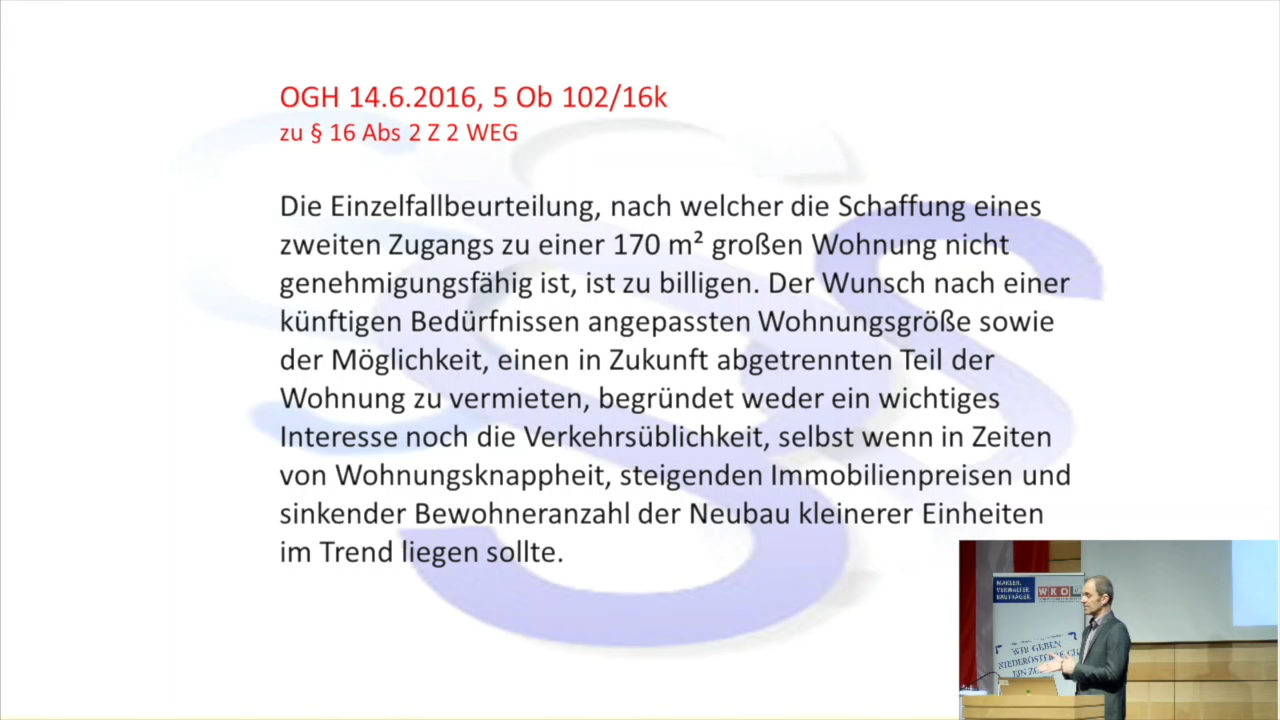 OGH 14.6.2016, 5 Ob 102/16k
zu § 16 Abs 2 Z 2 WEG
Die Einzelfallbeurteilung, nach welcher die Schaffung eines
zweiten Zugangs zu einer 170 m² großen Wohnung nicht
genehmigungsfähig ist, ist zu billigen. Der Wunsch nach einer
künftigen Bedürfnissen angepassten Wohnungsgröße sowie
der Möglichkeit, einen in Zukunft abgetrennten Teil der
Wohnung zu vermieten, begründet weder ein wichtiges
Interesse noch die Verkehrsüblichkeit, selbst wenn in Zeiten
von Wohnungsknappheit, steigenden Immobilienpreisen und
sinkender Bewohneranzahl der Neubau kleinerer Einheiten
im Trend liegen sollte.
MAKLER.
VERWALTER
BAUTRÄGER.
WKO
WIR GEBEN
EIN